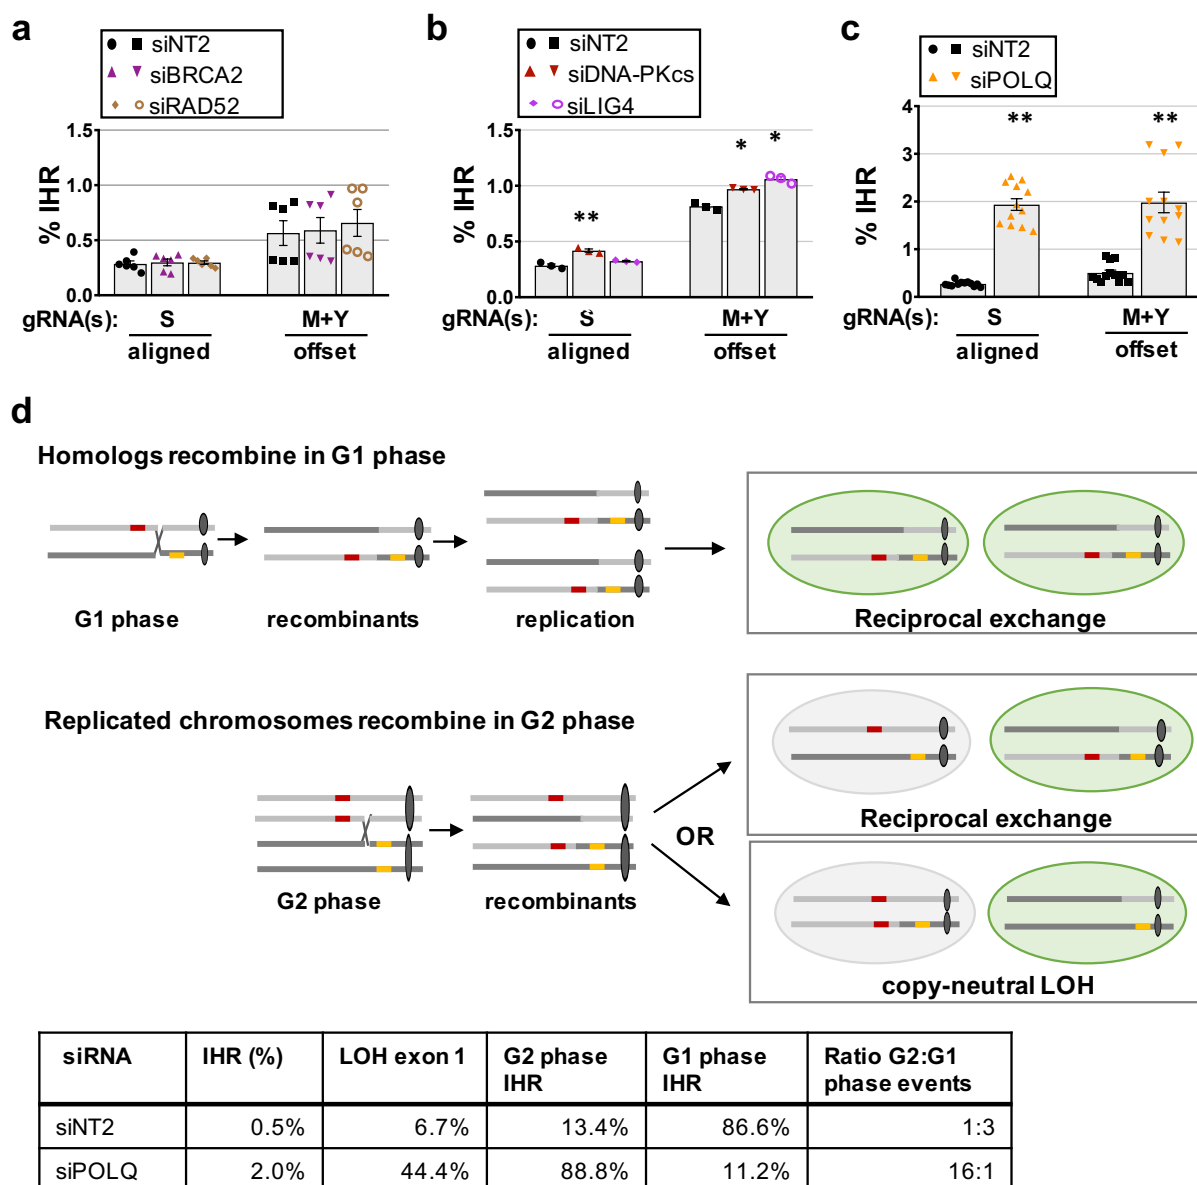 a
siNT2
siBRCA2
siRAD52
1.5
1.0
0.5
0.0
% IHR
gRNA(s):
S
M+Y
aligned
offset
b
siNT2
siDNA-PKcs
siLIG4
1.5
1.0
0.5
0.0
% IHR
**
*
*
gRNA(s):
S
M+Y
aligned
offset
c
siNT2
siPOLQ
4
3
2
1
0
% IHR
**
**
gRNA(s):
S
M+Y
aligned
offset
d
Homologs recombine in G1 phase
G1 phase
recombinants
replication
Reciprocal exchange
Replicated chromosomes recombine in G2 phase
G2 phase
recombinants
OR
Reciprocal exchange
copy-neutral LOH
siRNA IHR (%) LOH exon 1 G2 phase IHR G1 phase IHR Ratio G2:G1 phase events
siNT2 0.5% 6.7% 13.4% 86.6% 1:3
siPOLQ 2.0% 44.4% 88.8% 11.2% 16:1